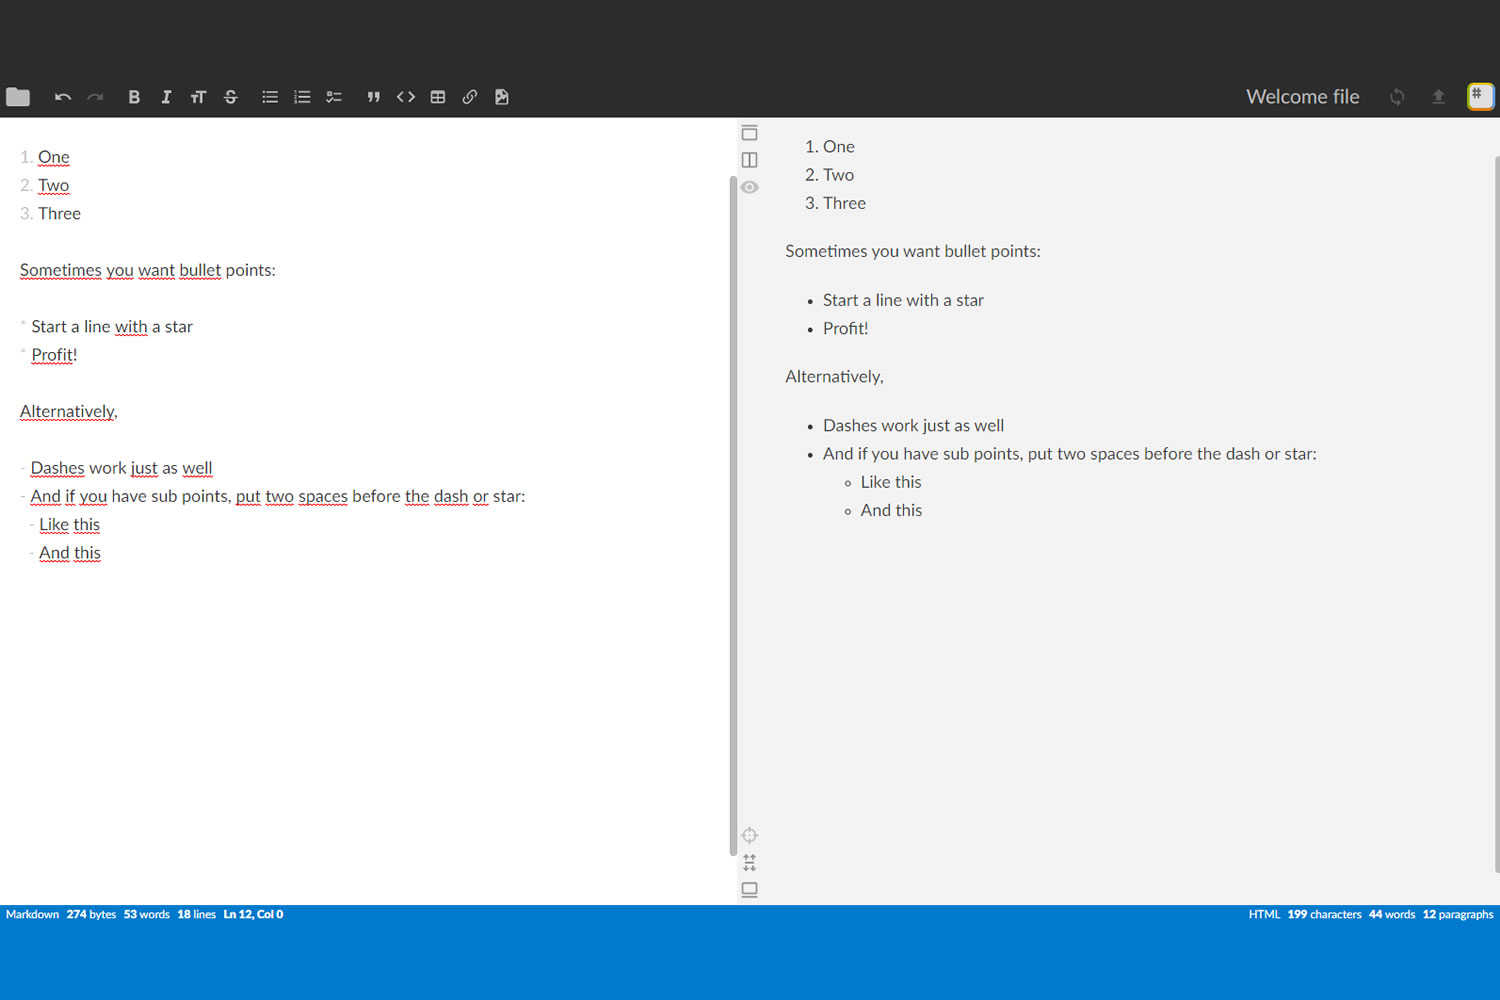 Welcome file
#
1. One
2. Two
3. Three
Sometimes you want bullet points:
* Start a line with a star
* Profit!
Alternatively,
- Dashes work just as well
- And if you have sub points, put two spaces before the dash or star:
- Like this
- And this
1. One
2. Two
3. Three
Sometimes you want bullet points:
• Start a line with a star
• Profit!
Alternatively,
• Dashes work just as well
• And if you have sub points, put two spaces before the dash or star:
◦ Like this
◦ And this
Markdown 274 bytes 53 words 18 lines Ln 12, Col 0
HTML 199 characters 44 words 12 paragraphs